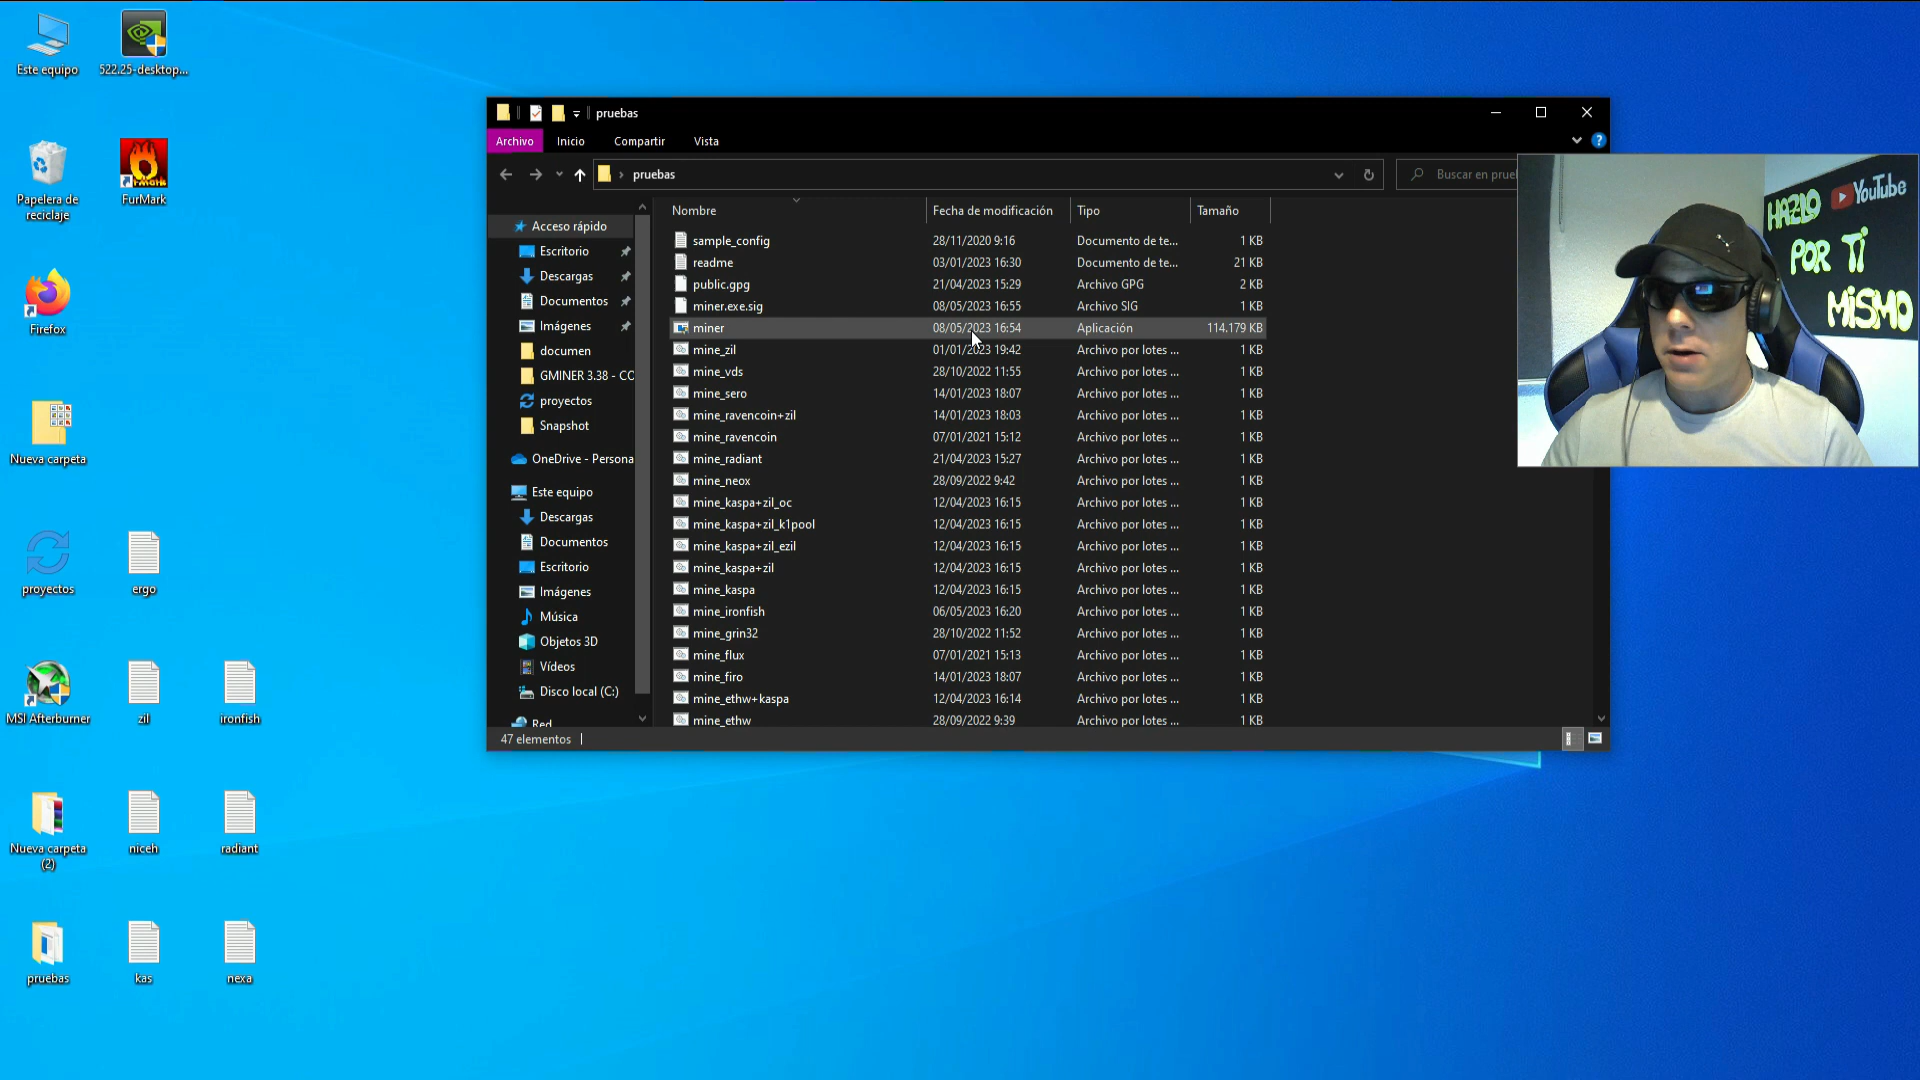 Este equipo
522.25-desktop...
Papelera de
reciclaje
FurMark
Firefox
Nueva carpeta
proyectos
ergo
MSI Afterburner
zil
ironfish
Nueva carpeta
(2)
niceh
radiant
pruebas
kas
nexa
pruebas
Archivo
Inicio
Compartir
Vista
pruebas
Buscar en prue
Acceso rápido
Escritorio
Descargas
Documentos
Imágenes
documen
GMINER 3.38 - CO
proyectos
Snapshot
OneDrive - Persona
Este equipo
Descargas
Documentos
Escritorio
Imágenes
Música
Objetos 3D
Vídeos
Disco local (C:)
Red
Nombre Fecha de modificación Tipo Tamaño
sample_config 28/11/2020 9:16 Documento de te... 1 KB
readme 03/01/2023 16:30 Documento de te... 21 KB
public.gpg 21/04/2023 15:29 Archivo GPG 2 KB
miner.exe.sig 08/05/2023 16:55 Archivo SIG 1 KB
miner 08/05/2023 16:54 Aplicación 114.179 KB
mine_zil 01/01/2023 19:42 Archivo por lotes ... 1 KB
mine_vds 28/10/2022 11:55 Archivo por lotes ... 1 KB
mine_sero 14/01/2023 18:07 Archivo por lotes ... 1 KB
mine_ravencoin+zil 14/01/2023 18:03 Archivo por lotes ... 1 KB
mine_ravencoin 07/01/2021 15:12 Archivo por lotes ... 1 KB
mine_radiant 21/04/2023 15:27 Archivo por lotes ... 1 KB
mine_neox 28/09/2022 9:42 Archivo por lotes ... 1 KB
mine_kaspa+zil_oc 12/04/2023 16:15 Archivo por lotes ... 1 KB
mine_kaspa+zil_k1pool 12/04/2023 16:15 Archivo por lotes ... 1 KB
mine_kaspa+zil_ezil 12/04/2023 16:15 Archivo por lotes ... 1 KB
mine_kaspa+zil 12/04/2023 16:15 Archivo por lotes ... 1 KB
mine_kaspa 12/04/2023 16:15 Archivo por lotes ... 1 KB
mine_ironfish 06/05/2023 16:20 Archivo por lotes ... 1 KB
mine_grin32 28/10/2022 11:52 Archivo por lotes ... 1 KB
mine_flux 07/01/2021 15:13 Archivo por lotes ... 1 KB
mine_firo 14/01/2023 18:07 Archivo por lotes ... 1 KB
mine_ethw+kaspa 12/04/2023 16:14 Archivo por lotes ... 1 KB
mine_ethw 28/09/2022 9:39 Archivo por lotes ... 1 KB
47 elementos
HAZLO YouTube
POR TI
MiSMO